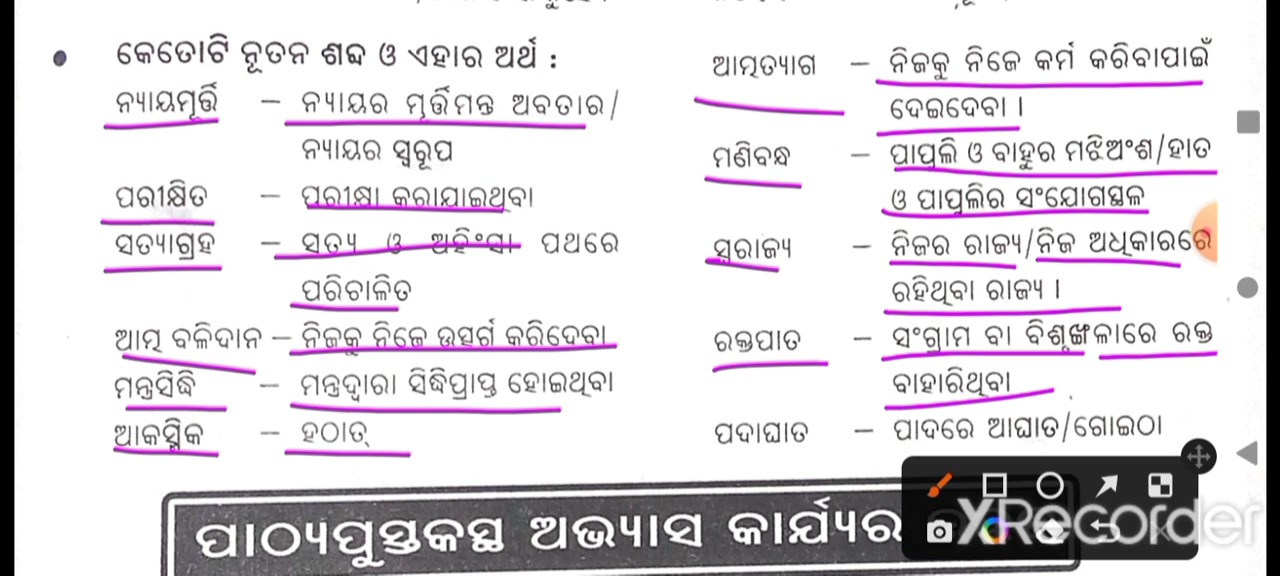 କେତୋଟି ନୂତନ ଶବ୍ଦ ଓ ଏହାର ଅର୍ଥ :
ନ୍ୟାୟମୂର୍ତ୍ତି – ନ୍ୟାୟର ମୂର୍ତ୍ତିମନ୍ତ ଅବତାର/
ନ୍ୟାୟର ସ୍ୱରୂପ
ପରୀକ୍ଷିତ – ପରୀକ୍ଷା କରାଯାଇଥିବା
ସତ୍ୟାଗ୍ରହ – ସତ୍ୟ ଓ ଅହିଂସା ପଥରେ
ପରିଚାଳିତ
ଆତ୍ମ ବଳିଦାନ – ନିଜକୁ ନିଜେ ଉତ୍ସର୍ଗ କରିଦେବା
ମନ୍ତ୍ରସିଦ୍ଧି – ମନ୍ତ୍ରଦ୍ୱାରା ସିଦ୍ଧିପ୍ରାପ୍ତ ହୋଇଥିବା
ଆକସ୍ମିକ – ହଠାତ୍
ଆତ୍ମତ୍ୟାଗ – ନିଜକୁ ନିଜେ କର୍ମ କରିବାପାଇଁ
ଦେଇଦେବା ।
ମଣିବନ୍ଧ – ପାପୁଲି ଓ ବାହୁର ମଝିଅଂଶ/ହାତ
ଓ ପାପୁଲିର ସଂଯୋଗସ୍ଥଳ
ସ୍ୱରାଜ୍ୟ – ନିଜର ରାଜ୍ୟ/ନିଜ ଅଧିକାରରେ
ରହିଥିବା ରାଜ୍ୟ ।
ରକ୍ତପାତ – ସଂଗ୍ରାମ ବା ବିଶୃଙ୍ଖଳାରେ ରକ୍ତ
ବାହାରିଥିବା
ପଦାଘାତ – ପାଦରେ ଆଘାତ/ଗୋଇଠା
ପାଠ୍ୟପୁସ୍ତକସ୍ଥ ଅଭ୍ୟାସ କାର୍ଯ୍ୟର
XRecorder